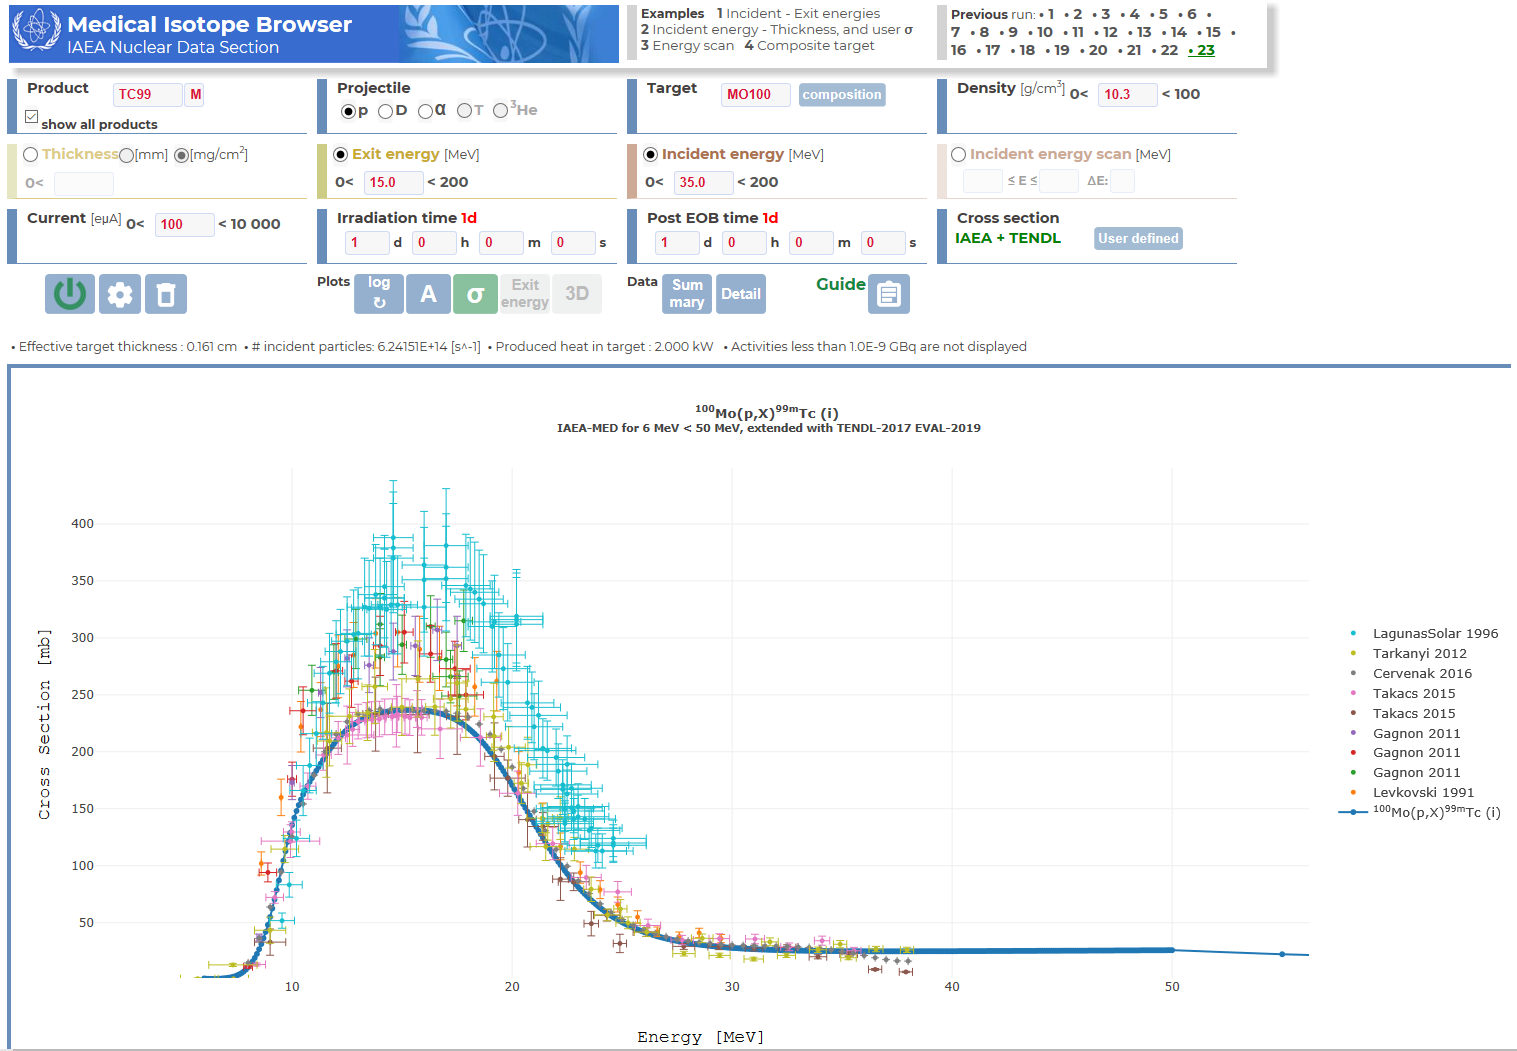 Medical Isotope Browser
IAEA Nuclear Data Section
Examples 1 Incident - Exit energies
2 Incident energy - Thickness, and user σ
3 Energy scan 4 Composite target
Previous run: • 1 • 2 • 3 • 4 • 5 • 6 •
7 • 8 • 9 • 10 • 11 • 12 • 13 • 14 • 15 •
16 • 17 • 18 • 19 • 20 • 21 • 22 • 23
Product
TC99 M
show all products
Projectile
p D α T ³He
Target
MO100 composition
Density [g/cm³] 0< 10.3 < 100
Thickness [mm] [mg/cm²]
0<
Exit energy [MeV]
0< 15.0 < 200
Incident energy [MeV]
0< 35.0 < 200
Incident energy scan [MeV]
≤ E ≤ ΔE:
Current [eμA] 0< 100 < 10 000
Irradiation time 1d
1 d 0 h 0 m 0 s
Post EOB time 1d
1 d 0 h 0 m 0 s
Cross section
IAEA + TENDL User defined
Plots log ↻ A σ Exit energy 3D
Data Sum mary Detail
Guide
• Effective target thickness : 0.161 cm • # incident particles: 6.24151E+14 [s^-1] • Produced heat in target : 2.000 kW • Activities less than 1.0E-9 GBq are not displayed
¹⁰⁰Mo(p,X)⁹⁹ᵐTc (i)
IAEA-MED for 6 MeV < 50 MeV, extended with TENDL-2017 EVAL-2019
Cross Section [mb]
400
350
300
250
200
150
100
50
10 20 30 40 50
Energy [MeV]
LagunasSolar 1996
Tarkanyi 2012
Cervenak 2016
Takacs 2015
Takacs 2015
Gagnon 2011
Gagnon 2011
Gagnon 2011
Levkovski 1991
¹⁰⁰Mo(p,X)⁹⁹ᵐTc (i)